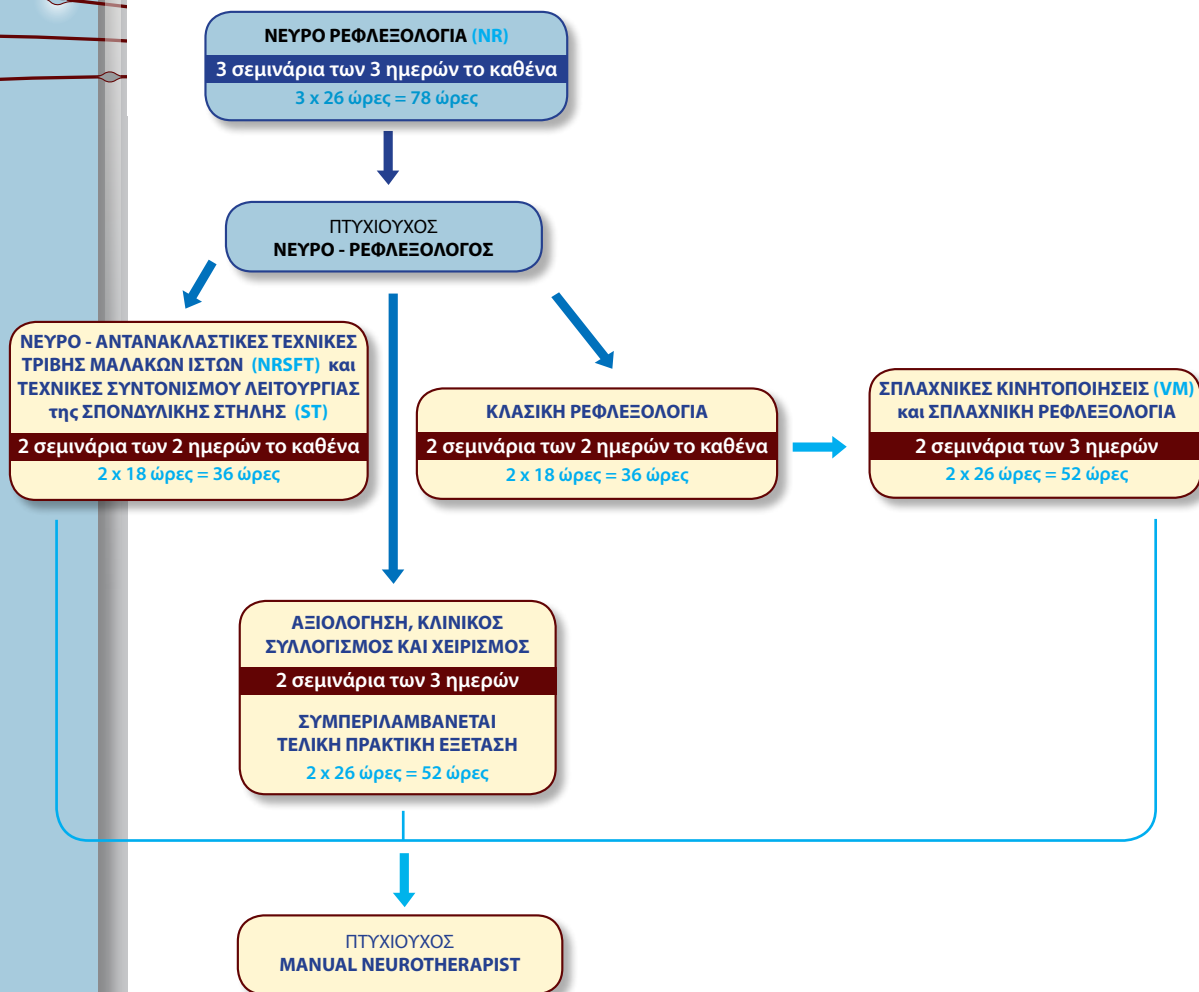 ΝΕΥΡΟ ΡΕΦΛΕΞΟΛΟΓΙΑ (NR)
3 σεμινάρια των 3 ημερών το καθένα
3 x 26 ώρες = 78 ώρες
ΠΤΥΧΙΟΥΧΟΣ
ΝΕΥΡΟ - ΡΕΦΛΕΞΟΛΟΓΟΣ
ΝΕΥΡΟ - ΑΝΤΑΝΑΚΛΑΣΤΙΚΕΣ ΤΕΧΝΙΚΕΣ
ΤΡΙΒΗΣ ΜΑΛΑΚΩΝ ΙΣΤΩΝ (NRSFT) και
ΤΕΧΝΙΚΕΣ ΣΥΝΤΟΝΙΣΜΟΥ ΛΕΙΤΟΥΡΓΙΑΣ
της ΣΠΟΝΔΥΛΙΚΗΣ ΣΤΗΛΗΣ (ST)
2 σεμινάρια των 2 ημερών το καθένα
2 x 18 ώρες = 36 ώρες
ΚΛΑΣΙΚΗ ΡΕΦΛΕΞΟΛΟΓΙΑ
2 σεμινάρια των 2 ημερών το καθένα
2 x 18 ώρες = 36 ώρες
ΣΠΛΑΧΝΙΚΕΣ ΚΙΝΗΤΟΠΟΙΗΣΕΙΣ (VM)
και ΣΠΛΑΧΝΙΚΗ ΡΕΦΛΕΞΟΛΟΓΙΑ
2 σεμινάρια των 3 ημερών
2 x 26 ώρες = 52 ώρες
ΑΞΙΟΛΟΓΗΣΗ, ΚΛΙΝΙΚΟΣ
ΣΥΛΛΟΓΙΣΜΟΣ ΚΑΙ ΧΕΙΡΙΣΜΟΣ
2 σεμινάρια των 3 ημερών
ΣΥΜΠΕΡΙΛΑΜΒΑΝΕΤΑΙ
ΤΕΛΙΚΗ ΠΡΑΚΤΙΚΗ ΕΞΕΤΑΣΗ
2 x 26 ώρες = 52 ώρες
ΠΤΥΧΙΟΥΧΟΣ
MANUAL NEUROTHERAPIST